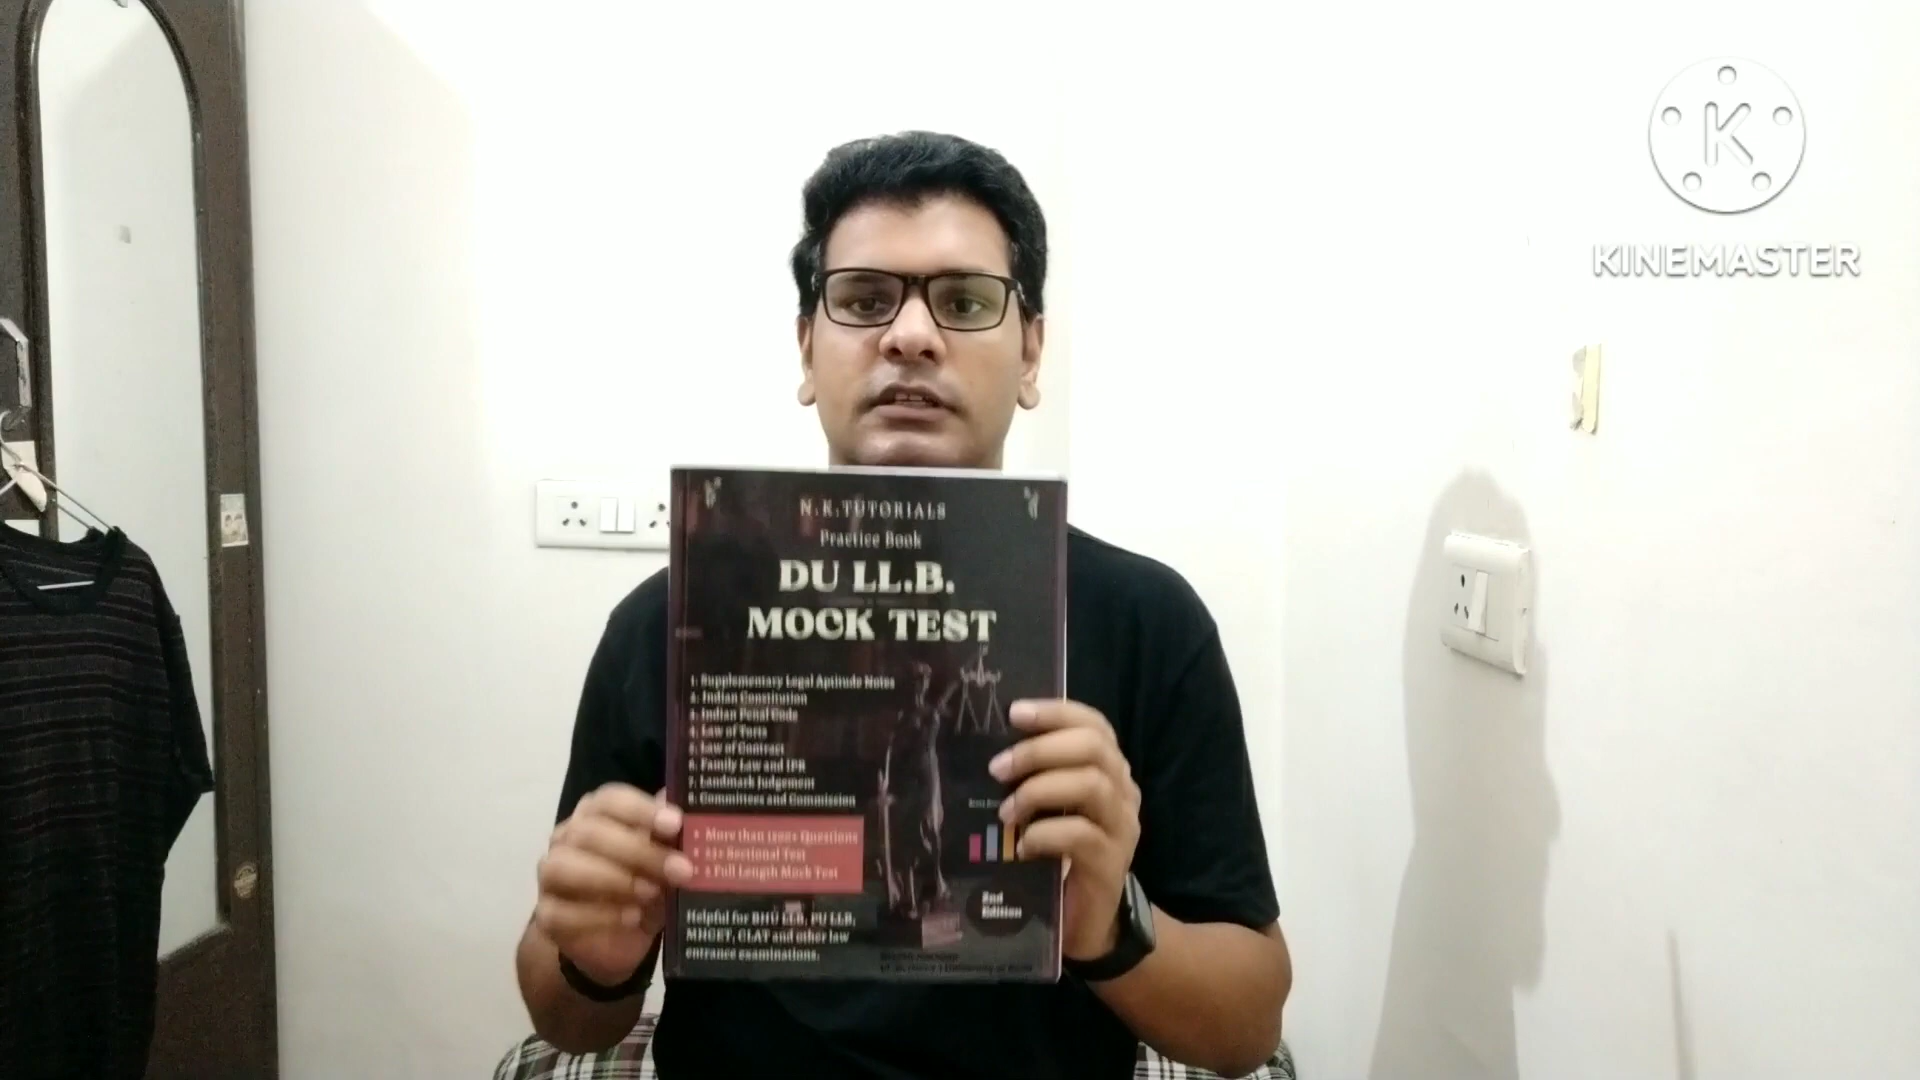 N.K.TUTORIALS
Practice Book
DU LL.B.
MOCK TEST
1. Supplementary Legal Aptitude Notes
2. Indian Constitution
3. Indian Penal Code
4. Law of Torts
5. Law of Contract
6. Family Law and IPR
7. Landmark Judgement
8. Committees and Commission
More than 1500+ Questions
Sectional Test
Full Length Mock Test
2nd
Edition
Helpful for BHU LLB, PU LLB,
MHCET, CLAT and other law
entrance examinations.
K
KINEMASTER